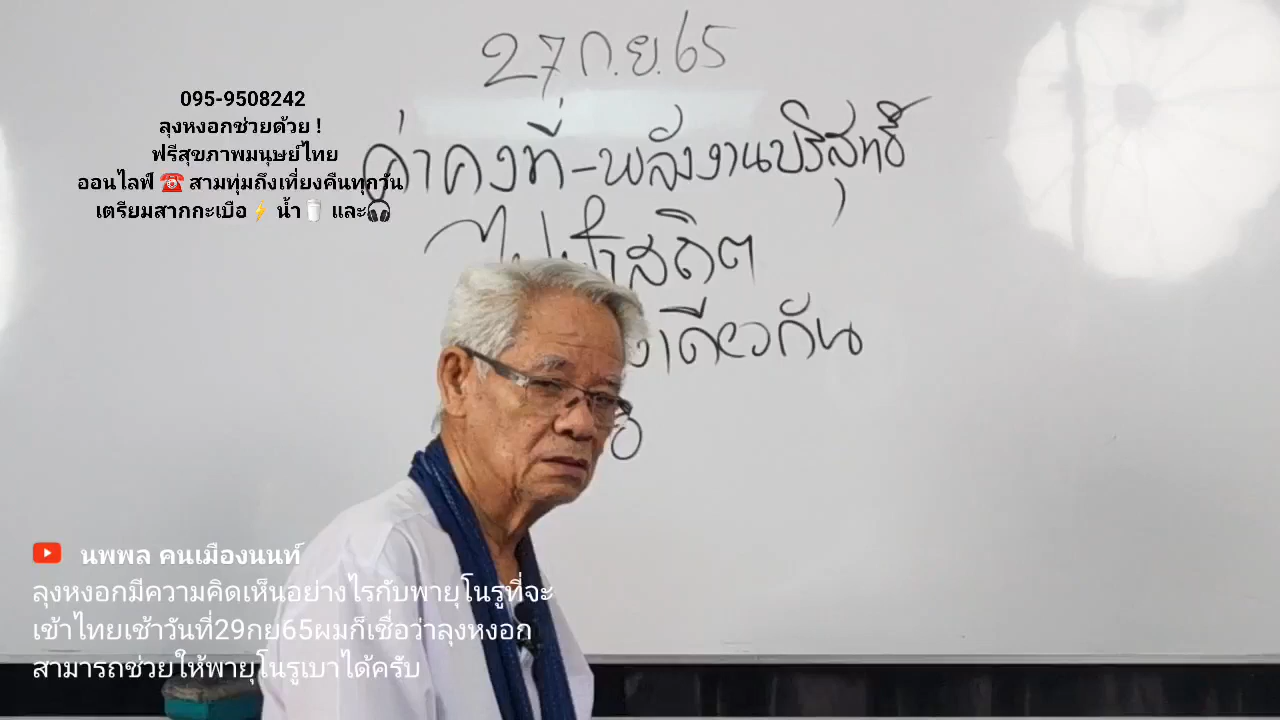 27 ก.ย.65
095-9508242
ลุงหงอกช่วยด้วย !
ฟรีสุขภาพมนุษย์ไทย
ออนไลฟ์ ☎️ สามทุ่มถึงเที่ยงคืนทุกวัน
เตรียมสากกะเบือ⚡ น้ำ🥛 และ🎧
ค่าคงที่-พลังงานบริสุทธิ์
ไฟฟ้าสถิต
เดียวกัน
นพพล คนเมืองนนท์
ลุงหงอกมีความคิดเห็นอย่างไรกับพายุโนรูที่จะ
เข้าไทยเช้าวันที่29กย65ผมก็เชื่อว่าลุงหงอก
สามารถช่วยให้พายุโนรูเบาได้ครับ